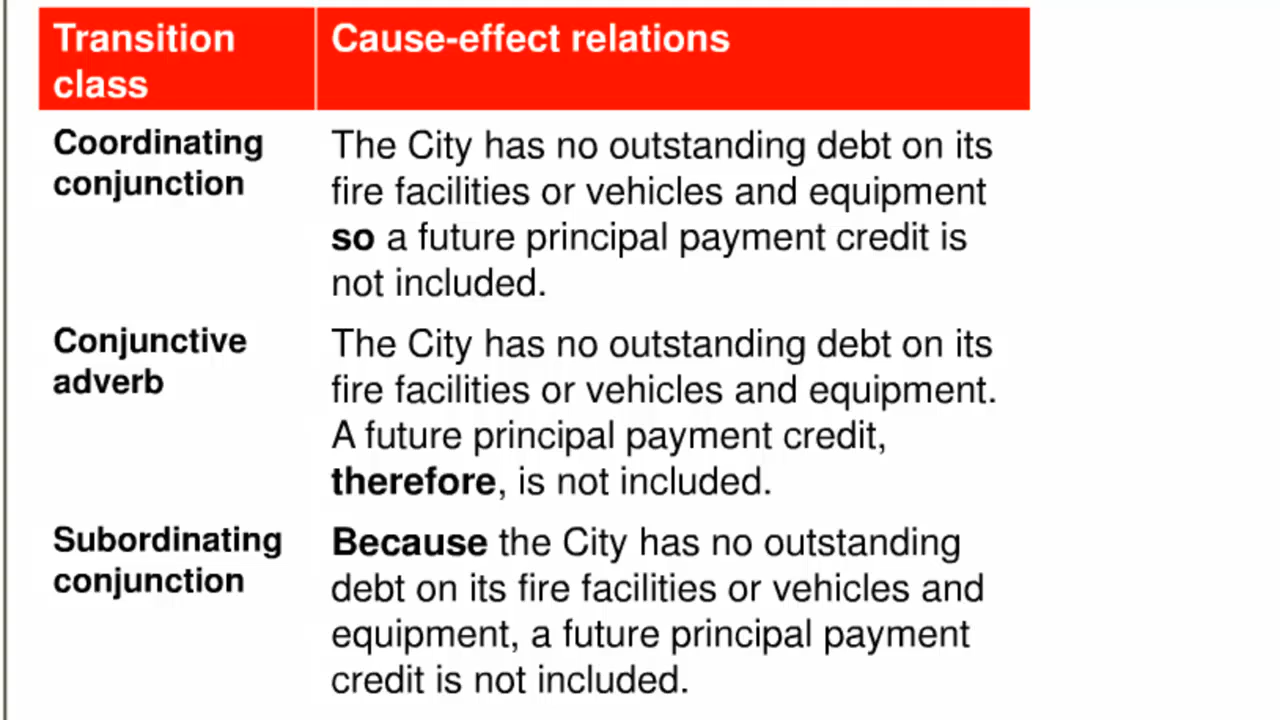 Transition
class
Cause-effect relations
Coordinating
conjunction
The City has no outstanding debt on its
fire facilities or vehicles and equipment
so a future principal payment credit is
not included.
Conjunctive
adverb
The City has no outstanding debt on its
fire facilities or vehicles and equipment.
A future principal payment credit,
therefore, is not included.
Subordinating
conjunction
Because the City has no outstanding
debt on its fire facilities or vehicles and
equipment, a future principal payment
credit is not included.